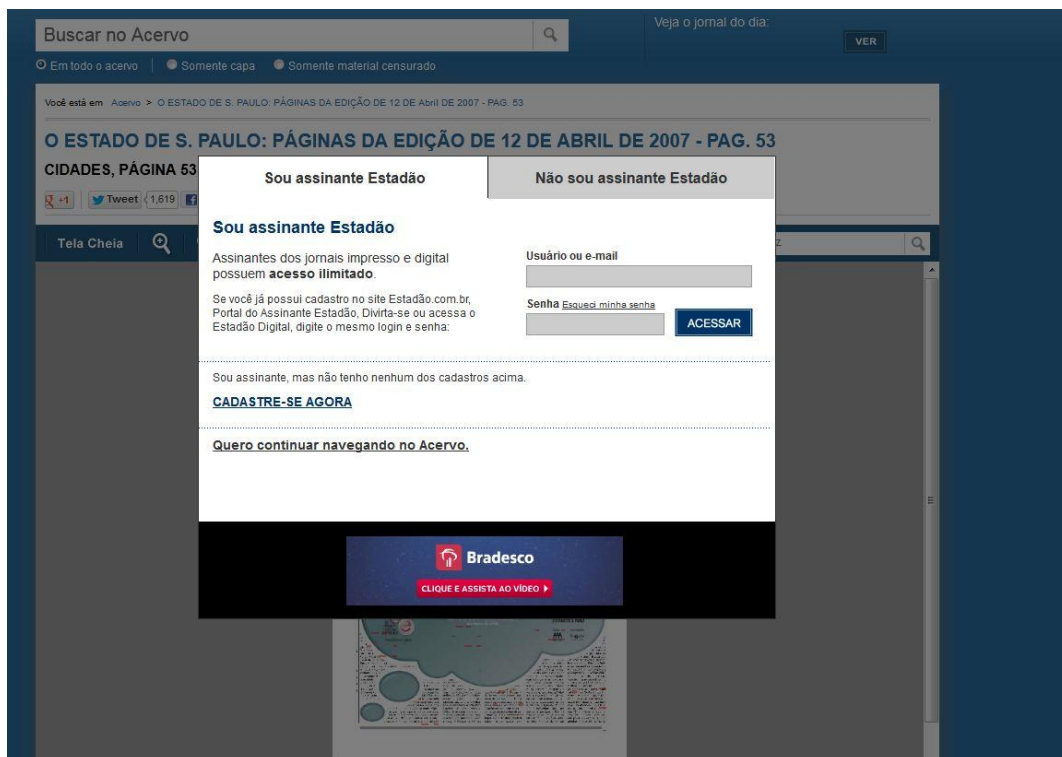 Buscar no Acervo
Veja o jornal do dia:
VER
Em todo o acervo | Somente capa Somente material censurado
Você está em Acervo > O ESTADO DE S. PAULO: PÁGINAS DA EDIÇÃO DE 12 DE Abril DE 2007 - PAG. 53
O ESTADO DE S. PAULO: PÁGINAS DA EDIÇÃO DE 12 DE ABRIL DE 2007 - PAG. 53
CIDADES, PÁGINA 53
+1 Tweet 1,619
Tela Cheia
Sou assinante Estadão
Não sou assinante Estadão
Sou assinante Estadão
Assinantes dos jornais impresso e digital
possuem acesso ilimitado.
Se você já possui cadastro no site Estadão.com.br,
Portal do Assinante Estadão, Divirta-se ou acessa o
Estadão Digital, digite o mesmo login e senha:
Usuário ou e-mail
Senha Esqueci minha senha
ACESSAR
Sou assinante, mas não tenho nenhum dos cadastros acima.
CADASTRE-SE AGORA
Quero continuar navegando no Acervo.
Bradesco
CLIQUE E ASSISTA AO VÍDEO